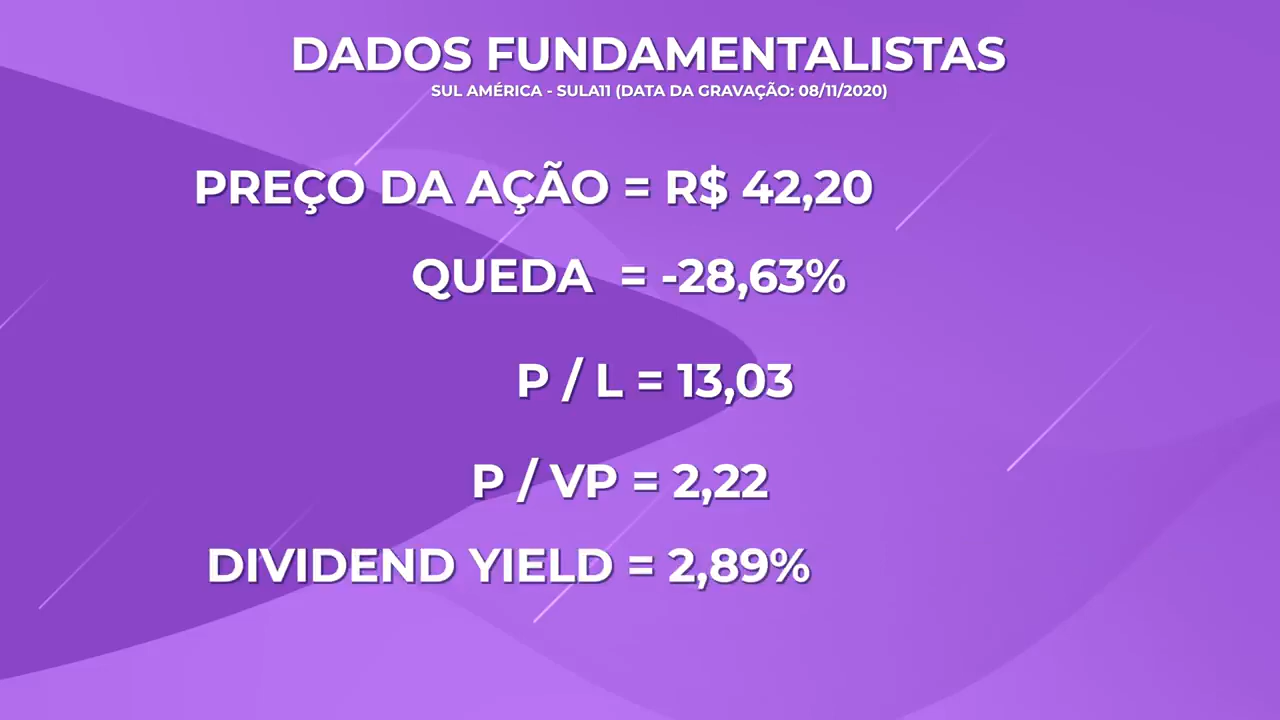 DADOS FUNDAMENTALISTAS
SUL AMÉRICA - SULA11 (DATA DA GRAVAÇÃO: 08/11/2020)
PREÇO DA AÇÃO = R$ 42,20
QUEDA = -28,63%
P / L = 13,03
P / VP = 2,22
DIVIDEND YIELD = 2,89%